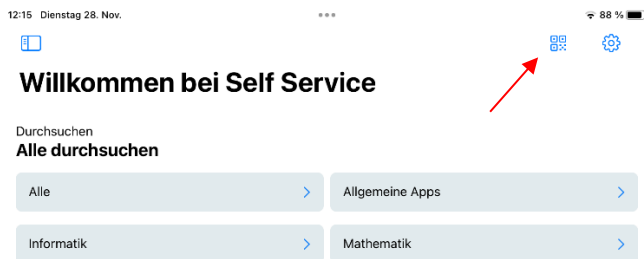 12:15 Dienstag 28. Nov.
88 %
Willkommen bei Self Service
Durchsuchen
Alle durchsuchen
Alle
Allgemeine Apps
Informatik
Mathematik